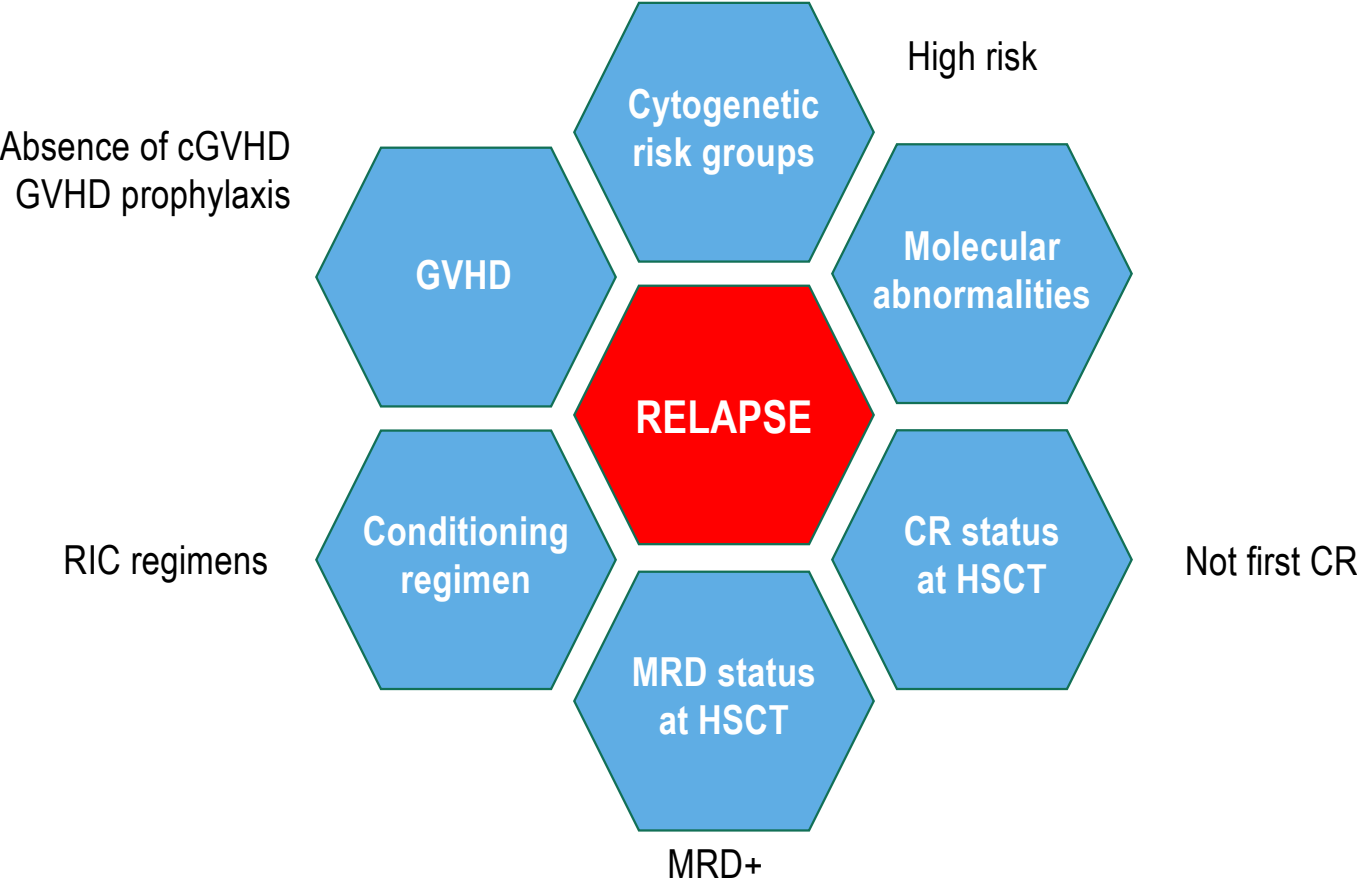 High risk
Cytogenetic
risk groups
Absence of cGVHD
GVHD prophylaxis
GVHD
Molecular
abnormalities
RELAPSE
RIC regimens
Conditioning
regimen
CR status
at HSCT
Not first CR
MRD status
at HSCT
MRD+